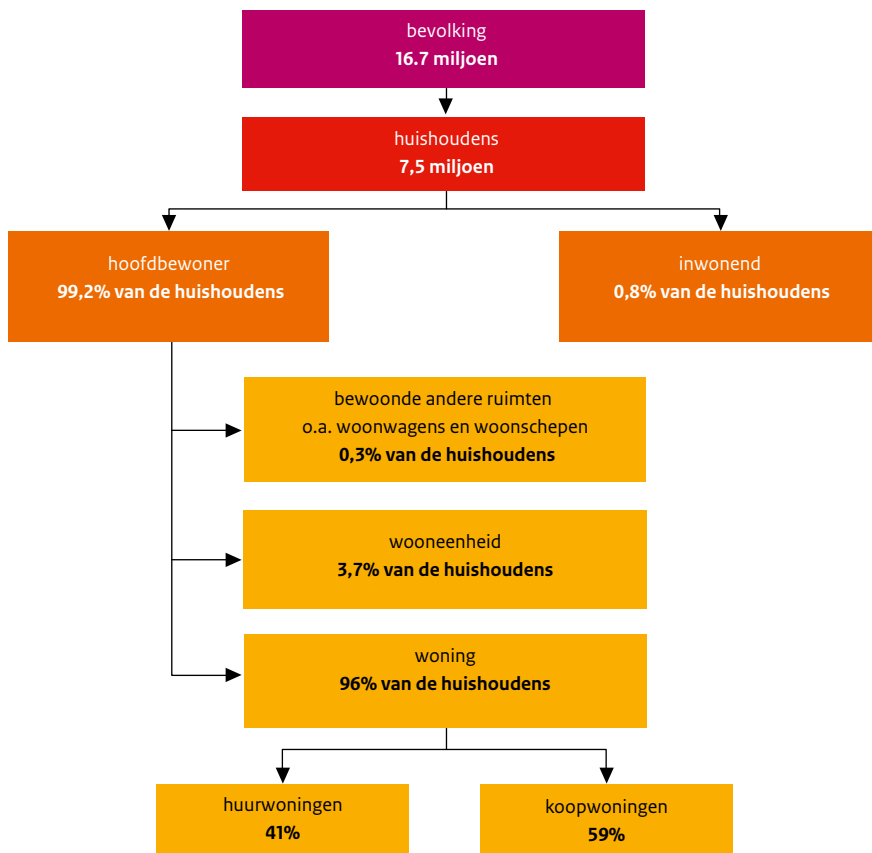 bevolking
16.7 miljoen
huishoudens
7,5 miljoen
hoofdbewoner
99,2% van de huishoudens
inwonend
0,8% van de huishoudens
bewoonde andere ruimten
o.a. woonwagens en woonschepen
0,3% van de huishoudens
wooneenheid
3,7% van de huishoudens
woning
96% van de huishoudens
huurwoningen
41%
koopwoningen
59%